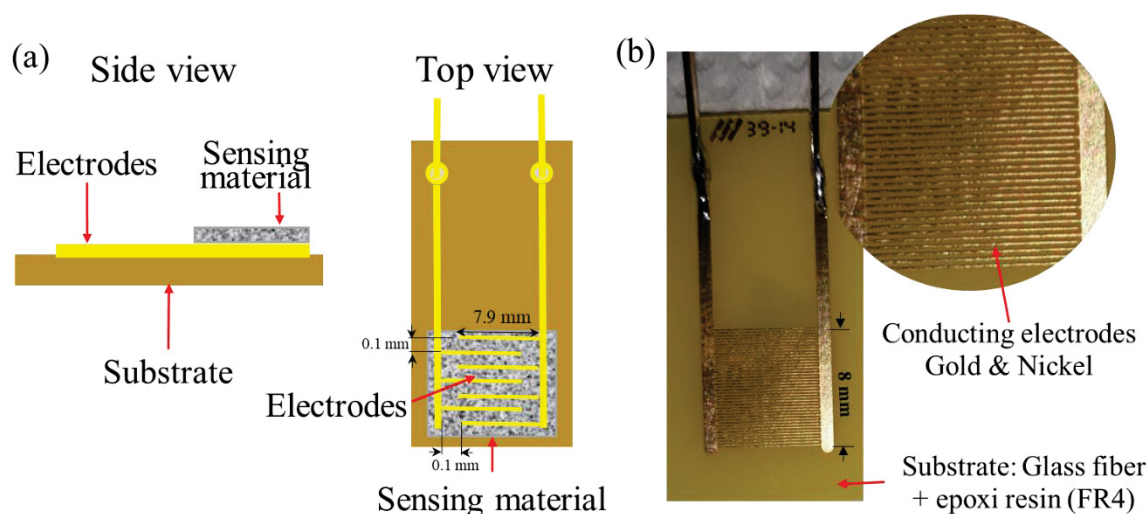 (a)
Side view
Electrodes
Sensing
material
Substrate
Top view
7.9 mm
0.1 mm
Electrodes
0.1 mm
Sensing material
(b)
39-14
8 mm
Conducting electrodes
Gold & Nickel
Substrate: Glass fiber
+ epoxi resin (FR4)